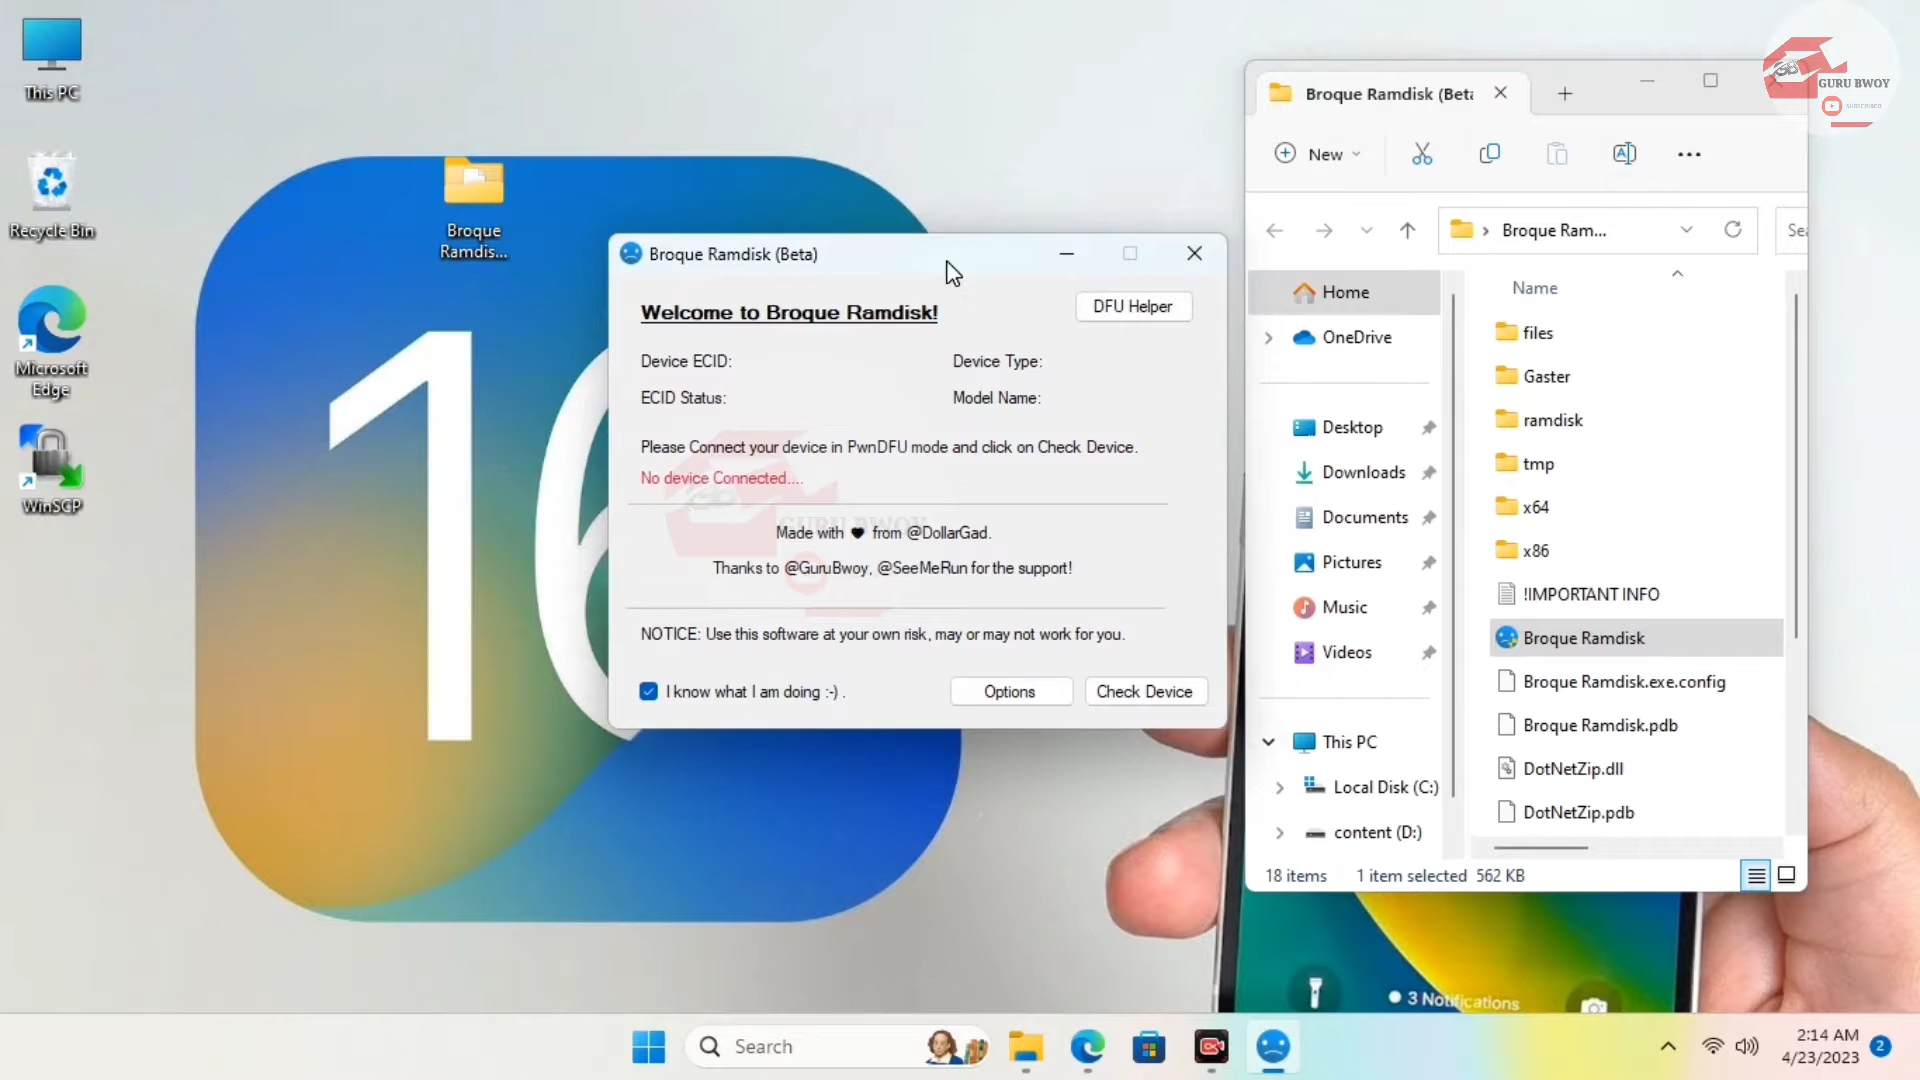 This PC
Recycle Bin
Microsoft
Edge
WinSCP
Broque
Ramdis...
16
Broque Ramdisk (Beta)
Welcome to Broque Ramdisk!
DFU Helper
Device ECID:
Device Type:
ECID Status:
Model Name:
Please Connect your device in PwnDFU mode and click on Check Device.
No device Connected....
GURU BWOY
Made with ❤ from @DollarGad.
Thanks to @GuruBwoy, @SeeMeRun for the support!
NOTICE: Use this software at your own risk, may or may not work for you.
I know what I am doing :-) .
Options
Check Device
Broque Ramdisk (Beta
GURU BWOY
SUBSCRIBED
New
Broque Ram...
Sea
Home
OneDrive
Desktop
Downloads
Documents
Pictures
Music
Videos
This PC
Local Disk (C:)
content (D:)
Name
files
Gaster
ramdisk
tmp
x64
x86
!IMPORTANT INFO
Broque Ramdisk
Broque Ramdisk.exe.config
Broque Ramdisk.pdb
DotNetZip.dll
DotNetZip.pdb
18 items
1 item selected 562 KB
3 Notifications
Search
2:14 AM
4/23/2023
2